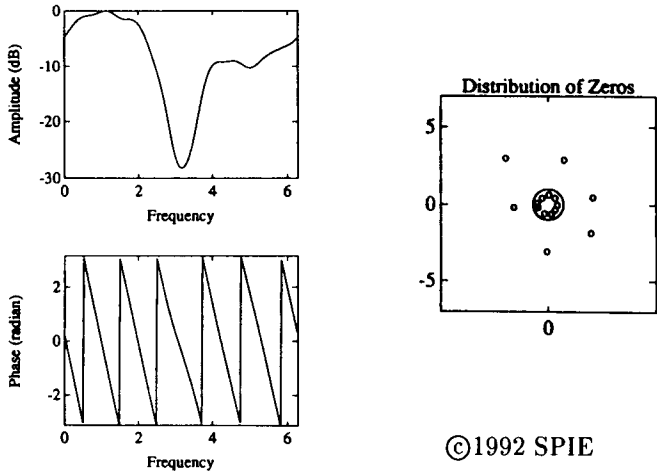 0
-10
-20
-30
Amplitude (dB)
0 2 4 6
Frequency
2
0
-2
Phase (radian)
0 2 4 6
Frequency
Distribution of Zeros
5
0
-5
0
©1992 SPIE